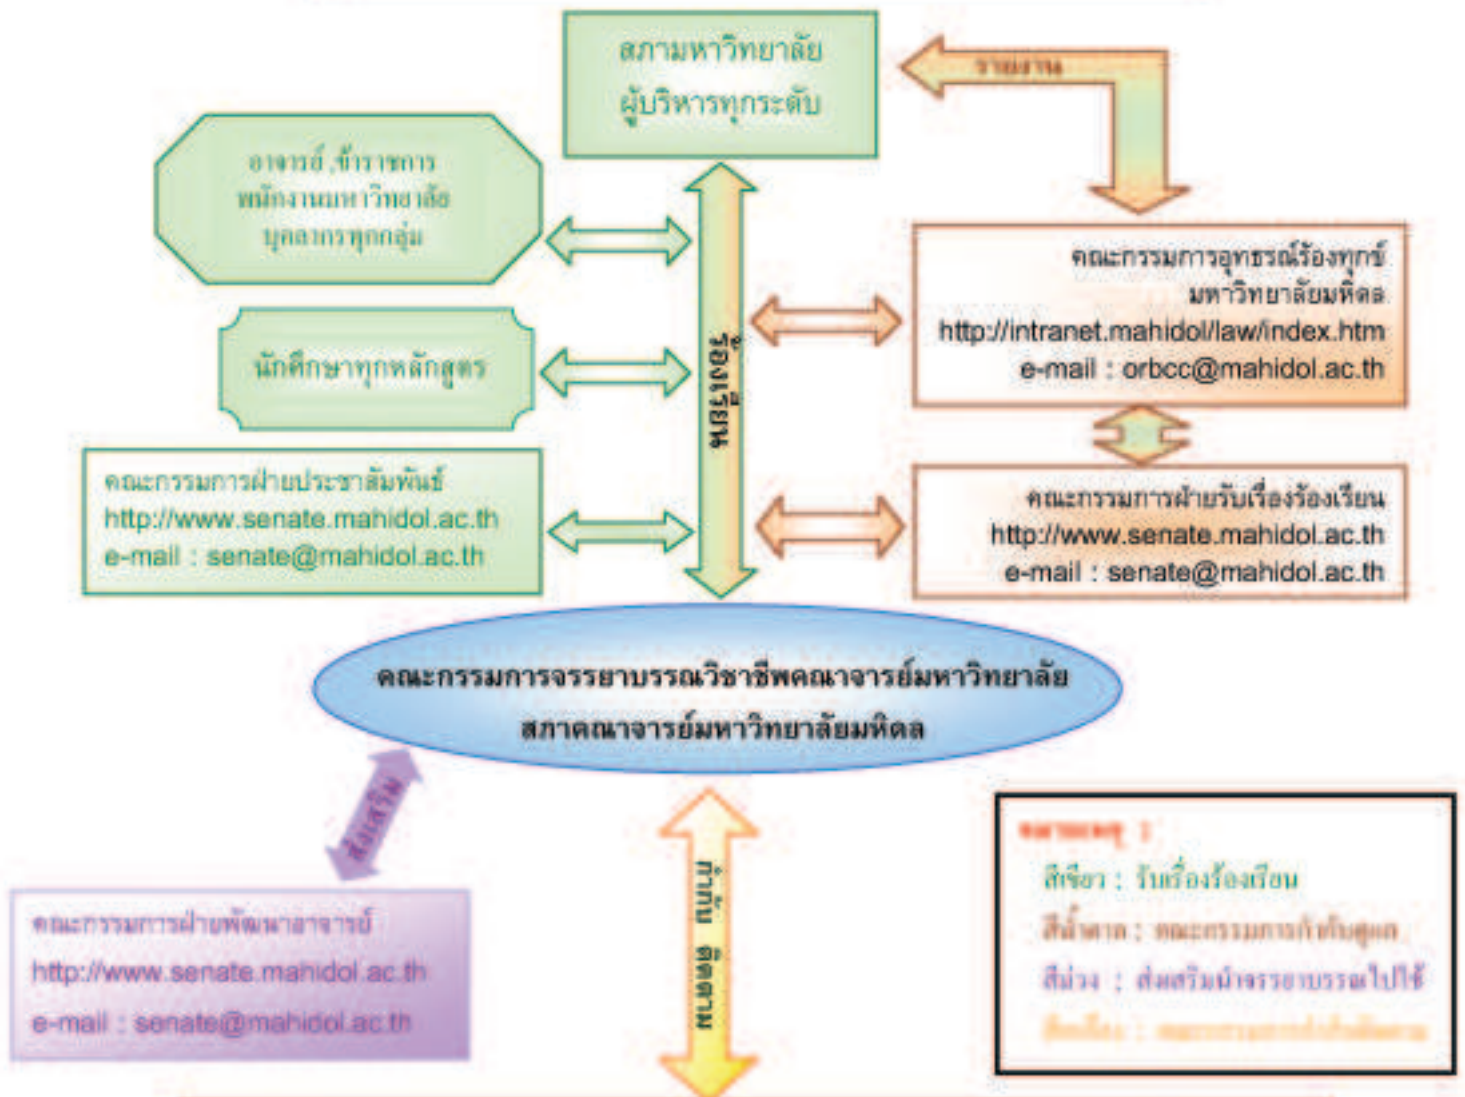 สภามหาวิทยาลัย
ผู้บริหารทุกระดับ
รายงาน
อาจารย์ ,ข้าราชการ
พนักงานมหาวิทยาลัย
บุคลากรทุกกลุ่ม
คณะกรรมการอุทธรณ์ร้องทุกข์
มหาวิทยาลัยมหิดล
http://intranet.mahidol/law/index.htm
e-mail : orbcc@mahidol.ac.th
นักศึกษาทุกหลักสูตร
ร้องเรียน
คณะกรรมการฝ่ายประชาสัมพันธ์
http://www.senate.mahidol.ac.th
e-mail : senate@mahidol.ac.th
คณะกรรมการฝ่ายรับเรื่องร้องเรียน
http://www.senate.mahidol.ac.th
e-mail : senate@mahidol.ac.th
คณะกรรมการจรรยาบรรณวิชาชีพคณาจารย์มหาวิทยาลัย
สภาคณาจารย์มหาวิทยาลัยมหิดล
ส่งเสริม
กำกับ ติดตาม
คณะกรรมการฝ่ายพัฒนาอาจารย์
http://www.senate.mahidol.ac.th
e-mail : senate@mahidol.ac.th
หมายเหตุ :
สีเขียว : รับเรื่องร้องเรียน
สีน้ำตาล : คณะกรรมการกำกับดูแล
สีม่วง : ส่งเสริมนำจรรยาบรรณไปใช้
สีเหลือง :